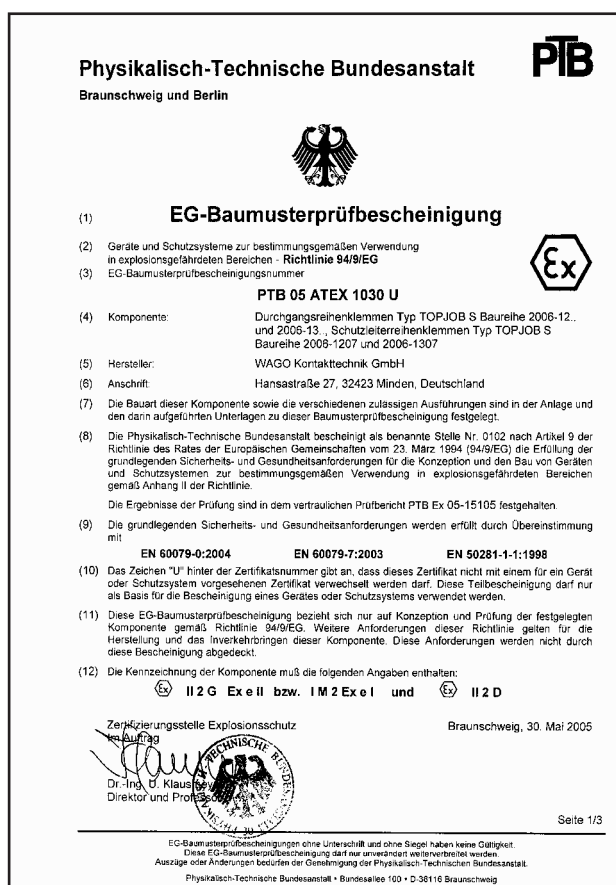 Physikalisch-Technische Bundesanstalt
PTB
Braunschweig und Berlin
(1) EG-Baumusterprüfbescheinigung
(2) Geräte und Schutzsysteme zur bestimmungsgemäßen Verwendung
in explosionsgefährdeten Bereichen - Richtlinie 94/9/EG
(3) EG-Baumusterprüfbescheinigungsnummer
Ex
PTB 05 ATEX 1030 U
(4) Komponente: Durchgangsreihenklemmen Typ TOPJOB S Baureihe 2006-12..
und 2006-13.., Schutzleiterreihenklemmen Typ TOPJOB S
Baureihe 2006-1207 und 2006-1307
(5) Hersteller: WAGO Kontakttechnik GmbH
(6) Anschrift: Hansastraße 27, 32423 Minden, Deutschland
(7) Die Bauart dieser Komponente sowie die verschiedenen zulässigen Ausführungen sind in der Anlage und
den darin aufgeführten Unterlagen zu dieser Baumusterprüfbescheinigung festgelegt.
(8) Die Physikalisch-Technische Bundesanstalt bescheinigt als benannte Stelle Nr. 0102 nach Artikel 9 der
Richtlinie des Rates der Europäischen Gemeinschaften vom 23. März 1994 (94/9/EG) die Erfüllung der
grundlegenden Sicherheits- und Gesundheitsanforderungen für die Konzeption und den Bau von Geräten
und Schutzsystemen zur bestimmungsgemäßen Verwendung in explosionsgefährdeten Bereichen
gemäß Anhang II der Richtlinie.
Die Ergebnisse der Prüfung sind in dem vertraulichen Prüfbericht PTB Ex 05-15105 festgehalten.
(9) Die grundlegenden Sicherheits- und Gesundheitsanforderungen werden erfüllt durch Übereinstimmung
mit
EN 60079-0:2004 EN 60079-7:2003 EN 50281-1-1:1998
(10) Das Zeichen "U" hinter der Zertifikatsnummer gibt an, dass dieses Zertifikat nicht mit einem für ein Gerät
oder Schutzsystem vorgesehenen Zertifikat verwechselt werden darf. Diese Teilbescheinigung darf nur
als Basis für die Bescheinigung eines Gerätes oder Schutzsystems verwendet werden.
(11) Diese EG-Baumusterprüfbescheinigung bezieht sich nur auf Konzeption und Prüfung der festgelegten
Komponente gemäß Richtlinie 94/9/EG. Weitere Anforderungen dieser Richtlinie gelten für die
Herstellung und das Inverkehrbringen dieser Komponente. Diese Anforderungen werden nicht durch
diese Bescheinigung abgedeckt.
(12) Die Kennzeichnung der Komponente muß die folgenden Angaben enthalten:
Ex II 2 G Ex e II bzw. I M 2 Ex e I und Ex II 2 D
Zertifizierungsstelle Explosionsschutz Braunschweig, 30. Mai 2005
Im Auftrag
Dr.-Ing. U. Klausmeyer
Direktor und Professor
Seite 1/3
EG-Baumusterprüfbescheinigungen ohne Unterschrift und ohne Siegel haben keine Gültigkeit.
Diese EG-Baumusterprüfbescheinigung darf nur unverändert weiterverbreitet werden.
Auszüge oder Änderungen bedürfen der Genehmigung der Physikalisch-Technischen Bundesanstalt.
Physikalisch-Technische Bundesanstalt • Bundesallee 100 • D-38116 Braunschweig